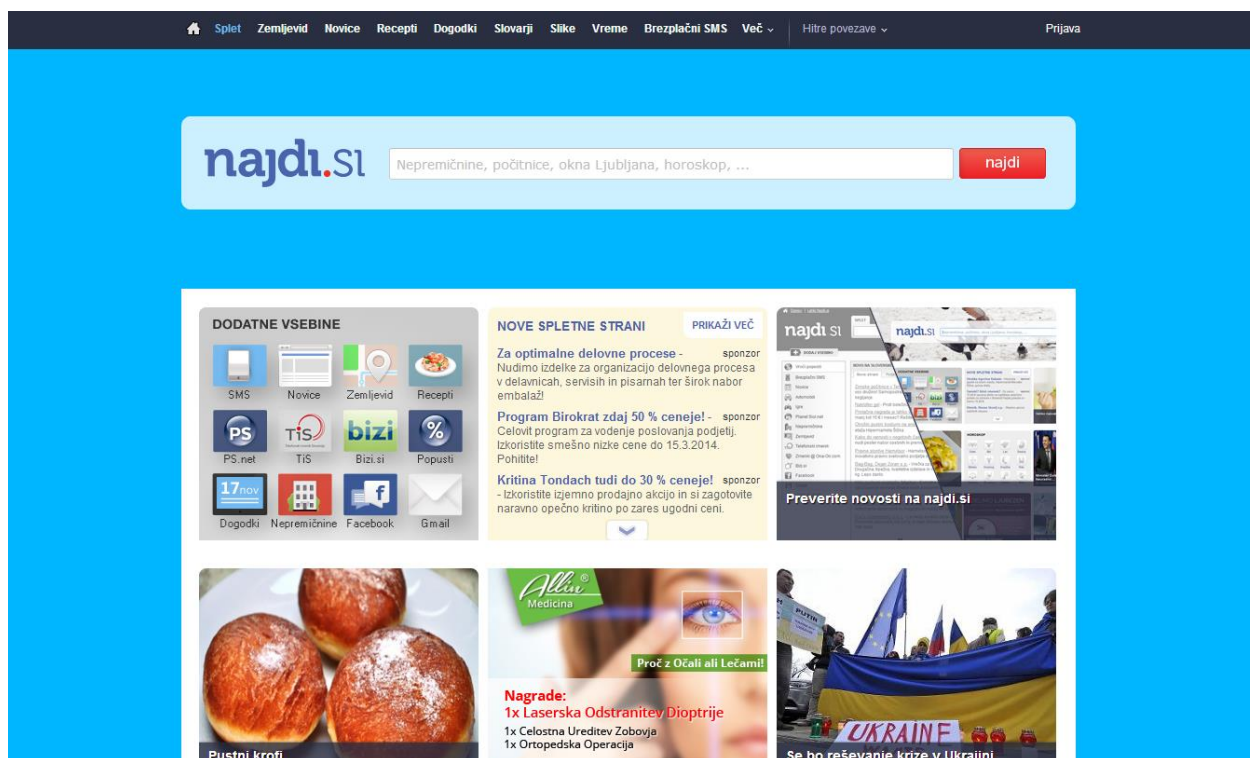 Splet Zemljevid Novice Recepti Dogodki Slovarji Slike Vreme Brezplačni SMS Več Hitre povezave Prijava
najdi.si
Nepremičnine, počitnice, okna Ljubljana, horoskop, ...
najdi
DODATNE VSEBINE
SMS
Zemljevid Recepti
PS
bizi
%
PS.net TiS Bizi.si Popusti
17nov
f
Dogodki Nepremičnine Facebook Gmail
NOVE SPLETNE STRANI PRIKAŽI VEČ
Za optimalne delovne procese - sponzor
Nudimo izdelke za organizacijo delovnega procesa
v delavnicah, servisih in pisarnah ter širok nabor
embalaž!
Program Birokrat zdaj 50 % ceneje! - sponzor
Celovit program za vodenje poslovanja podjetij.
Izkoristite smešno nizke cene do 15.3.2014.
Pohitite!
Kritina Tondach tudi do 30 % ceneje! sponzor
- Izkoristite izjemno prodajno akcijo in si zagotovite
naravno opečno kritino po zares ugodni ceni.
najdi.si
najdi.si
Preverite novosti na najdi.si
Pustni krofi
Allin®
Medicina
Proč z Očali ali Lečami!
Nagrade:
1x Laserska Odstranitev Dioptrije
1x Celostna Ureditev Zobovja
1x Ortopedska Operacija
PUTIN
UKRAINE
Se bo reševanje krize v Ukrajini